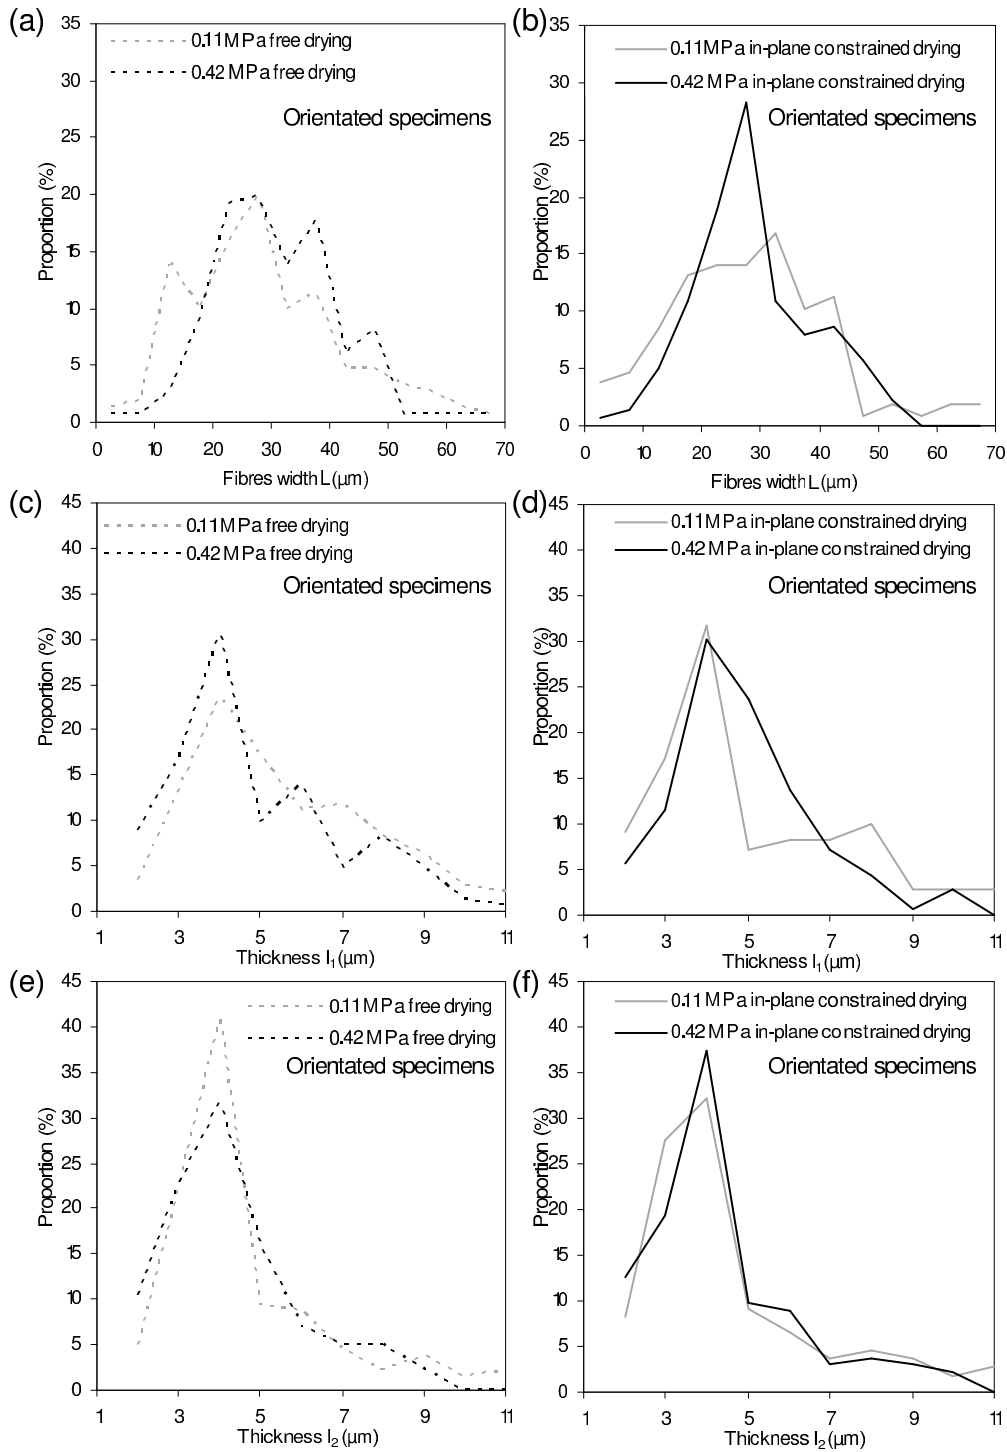 (a)
35
30
25
20
15
10
5
0
Proportion (%)
0.11MPa free drying
0.42 MPa free drying
Orientated specimens
0 10 20 30 40 50 60 70
Fibres width L (µm)
(b)
35
30
25
20
15
10
5
0
Proportion (%)
0.11MPa in-plane constrained drying
0.42 MPa in-plane constrained drying
Orientated specimens
0 10 20 30 40 50 60 70
Fibres width L (µm)
(c)
45
40
35
30
25
20
15
10
5
0
Proportion (%)
0.11MPa free drying
0.42 MPa free drying
Orientated specimens
1 3 5 7 9 11
Thickness l₁ (µm)
(d)
45
40
35
30
25
20
15
10
5
0
Proportion (%)
0.11MPa in-plane constrained drying
0.42 MPa in-plane constrained drying
Orientated specimens
1 3 5 7 9 11
Thickness l₁ (µm)
(e)
45
40
35
30
25
20
15
10
5
0
Proportion (%)
0.11MPa free drying
0.42 MPa free drying
Orientated specimens
1 3 5 7 9 11
Thickness l₂ (µm)
(f)
45
40
35
30
25
20
15
10
5
0
Proportion (%)
0.11 MPa in-plane constrained drying
0.42 MPa in-plane constrained drying
Orientated specimens
1 3 5 7 9 11
Thickness l₂ (µm)